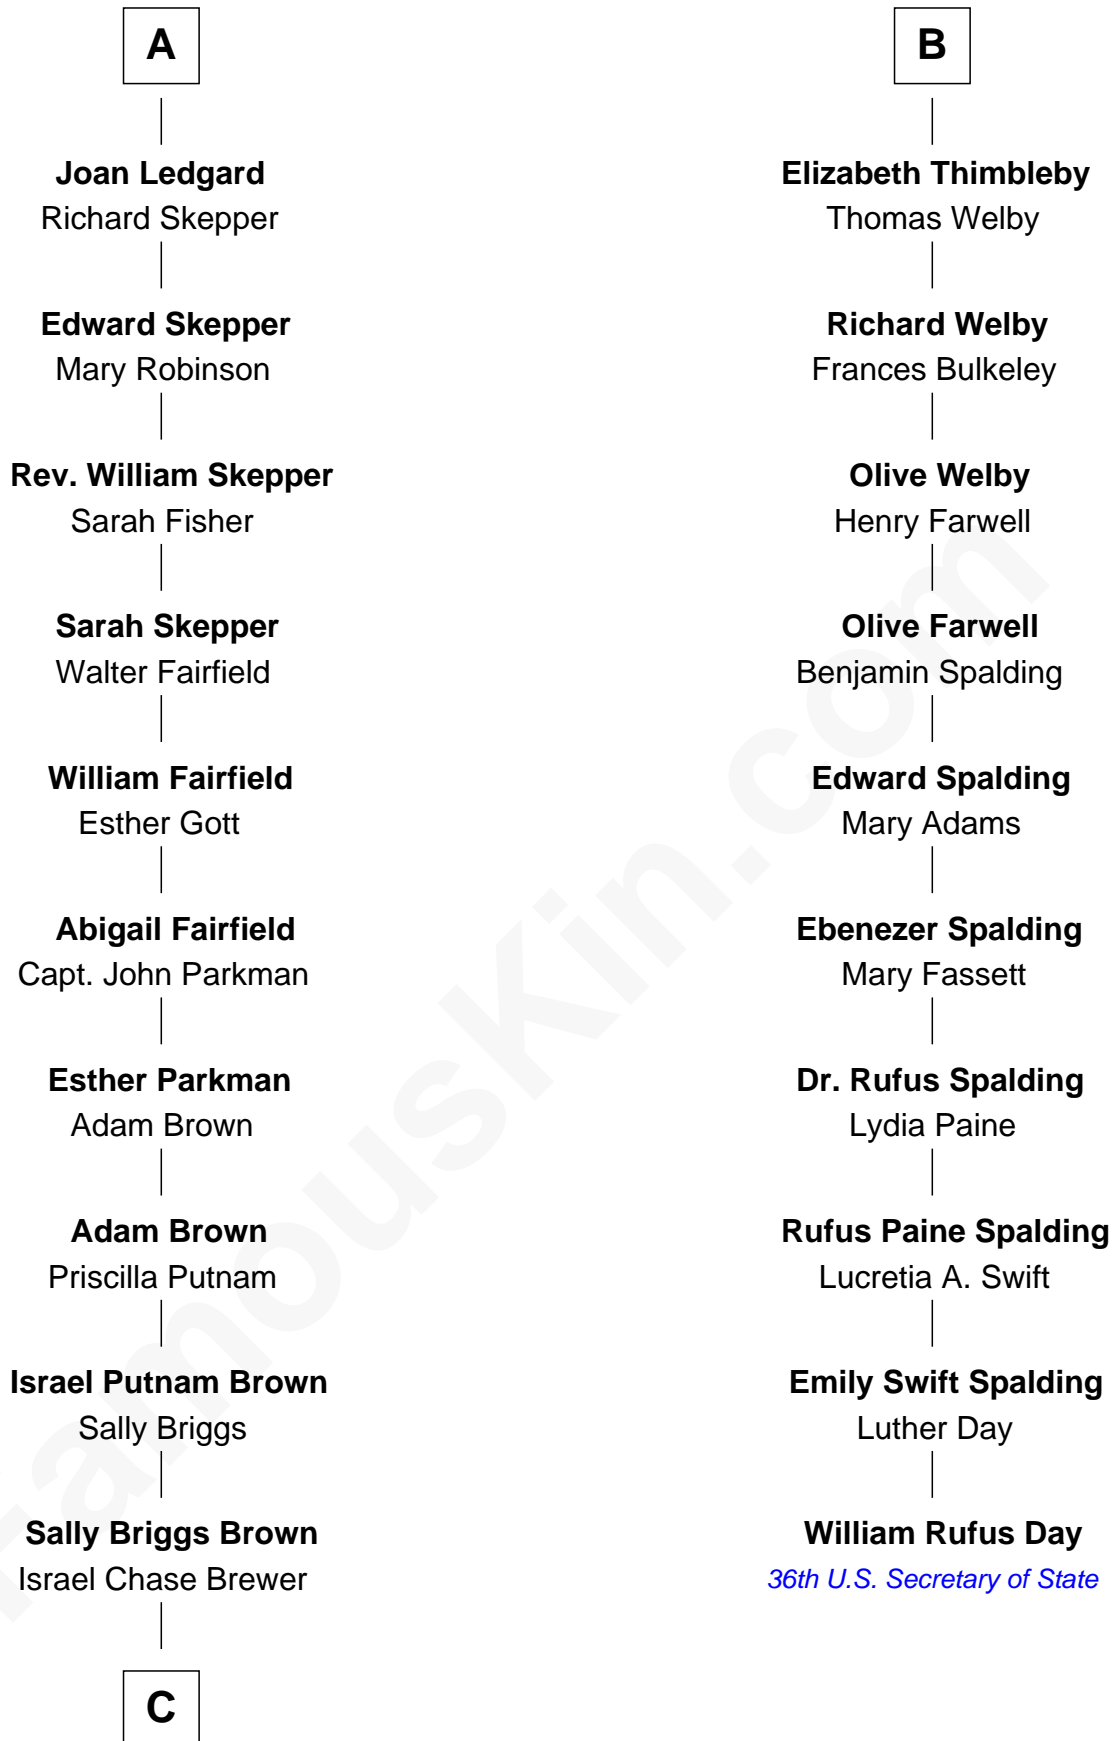 A
Joan Ledgard
Richard Skepper
Edward Skepper
Mary Robinson
Rev. William Skepper
Sarah Fisher
Sarah Skepper
Walter Fairfield
William Fairfield
Esther Gott
Abigail Fairfield
Capt. John Parkman
Esther Parkman
Adam Brown
Adam Brown
Priscilla Putnam
Israel Putnam Brown
Sally Briggs
Sally Briggs Brown
Israel Chase Brewer
C
B
Elizabeth Thimbleby
Thomas Welby
Richard Welby
Frances Bulkeley
Olive Welby
Henry Farwell
Olive Farwell
Benjamin Spalding
Edward Spalding
Mary Adams
Ebenezer Spalding
Mary Fassett
Dr. Rufus Spalding
Lydia Paine
Rufus Paine Spalding
Lucretia A. Swift
Emily Swift Spalding
Luther Day
William Rufus Day
36th U.S. Secretary of State
FamousKin.com